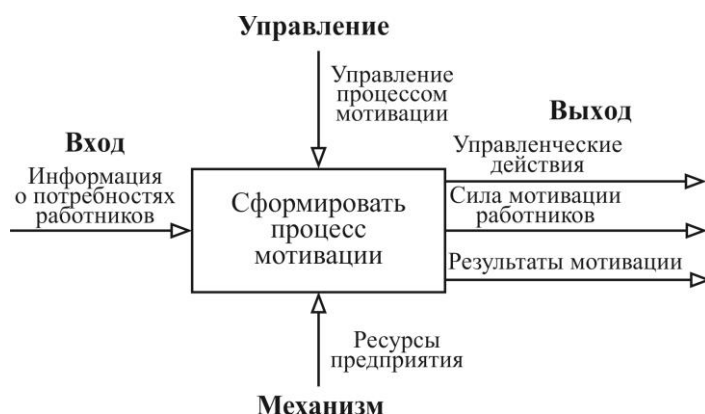 Управление
Управление
процессом
мотивации
Вход
Информация
о потребностях
работников
Сформировать
процесс
мотивации
Выход
Управленческие
действия
Сила мотивации
работников
Результаты мотивации
Ресурсы
предприятия
Механизм